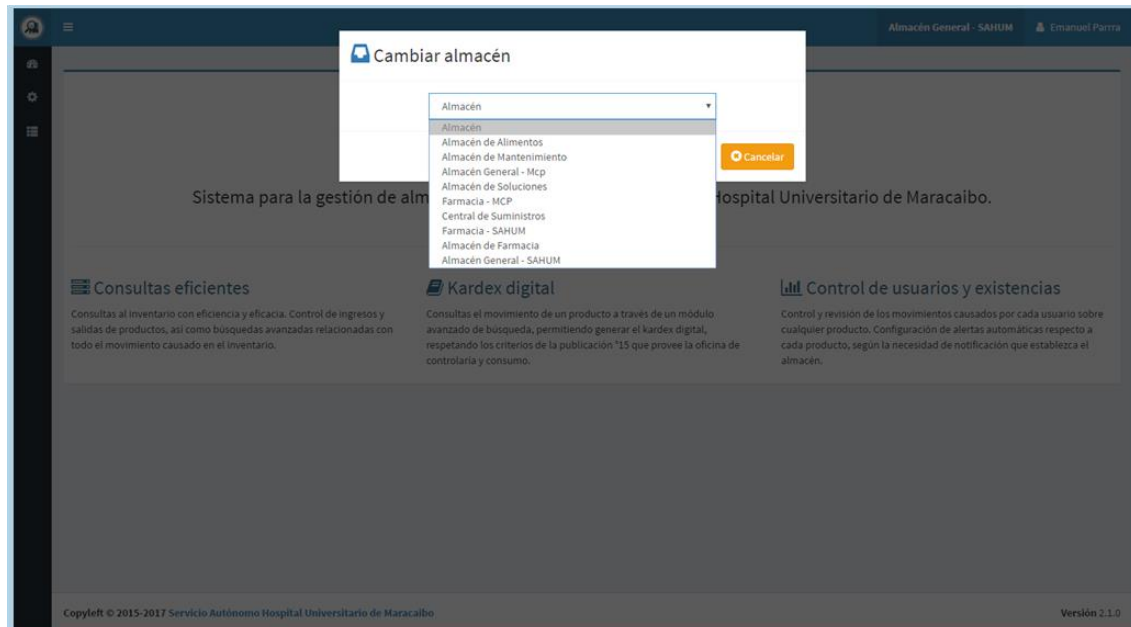 Almacén General - SAHUM
Emanuel Parrra
Cambiar almacén
Almacén
Almacén
Almacén de Alimentos
Almacén de Mantenimiento
Almacén General - Mcp
Almacén de Soluciones
Farmacia - MCP
Central de Suministros
Farmacia - SAHUM
Almacén de Farmacia
Almacén General - SAHUM
Cancelar
Sistema para la gestión de alm
Hospital Universitario de Maracaibo.
Consultas eficientes
Consultas al inventario con eficiencia y eficacia. Control de ingresos y
salidas de productos, así como búsquedas avanzadas relacionadas con
todo el movimiento causado en el inventario.
Kardex digital
Consultas el movimiento de un producto a través de un módulo
avanzado de búsqueda, permitiendo generar el kardex digital,
respetando los criterios de la publicación "15 que provee la oficina de
controlaría y consumo.
Control de usuarios y existencias
Control y revisión de los movimientos causados por cada usuario sobre
cualquier producto. Configuración de alertas automáticas respecto a
cada producto, según la necesidad de notificación que establezca el
almacén.
Copyleft © 2015-2017 Servicio Autónomo Hospital Universitario de Maracaibo
Versión 2.1.0